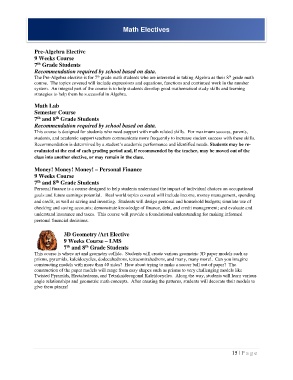 Math Electives
Pre-Algebra Elective
9 Weeks Course
7th Grade Students
Recommendation required by school based on data.
The Pre-Algebra elective is for 7th grade math students who are interested in taking Algebra as their 8th grade math
course. The topics covered will include expressions and equations, functions and continued work in the number
system. An integral part of the course is to help students develop good mathematical study skills and learning
strategies to help them be successful in Algebra.
Math Lab
Semester Course
7th and 8th Grade Students
Recommendation required by school based on data.
This course is designed for students who need support with math related skills. For maximum success, parents,
students, and academic support teachers communicate more frequently to increase student success with these skills.
Recommendation is determined by a student's academic performance and identified needs. Students may be re-
evaluated at the end of each grading period and, if recommended by the teacher, may be moved out of the
class into another elective, or may remain in the class.
Money! Money! Money! – Personal Finance
9 Weeks Course
7th and 8th Grade Students
Personal Finance is a course designed to help students understand the impact of individual choices on occupational
goals and future earnings potential. Real world topics covered will include income, money management, spending
and credit, as well as saving and investing. Students will design personal and household budgets; simulate use of
checking and saving accounts; demonstrate knowledge of finance, debt, and credit management; and evaluate and
understand insurance and taxes. This course will provide a foundational understanding for making informed
personal financial decisions.
3D Geometry /Art Elective
9 Weeks Course – LMS
7th and 8th Grade Students
This course is where art and geometry collide. Students will create various geometric 3D paper models such as
prisms, pyramids, kaleidocycles, dodecahedrons, tetracontahedrons, and many, many more! Can you imagine
constructing models with more than 40 sides? How about trying to make a soccer ball out of paper? The
construction of the paper models will range from easy shapes such as prisms to very challenging models like
Twisted Pyramids, and Kaleidocycles. Along the way, students will learn various
angle relationships and geometric math concepts. After creating the patterns, students will decorate their models to
give them pizazz!
15 | Page